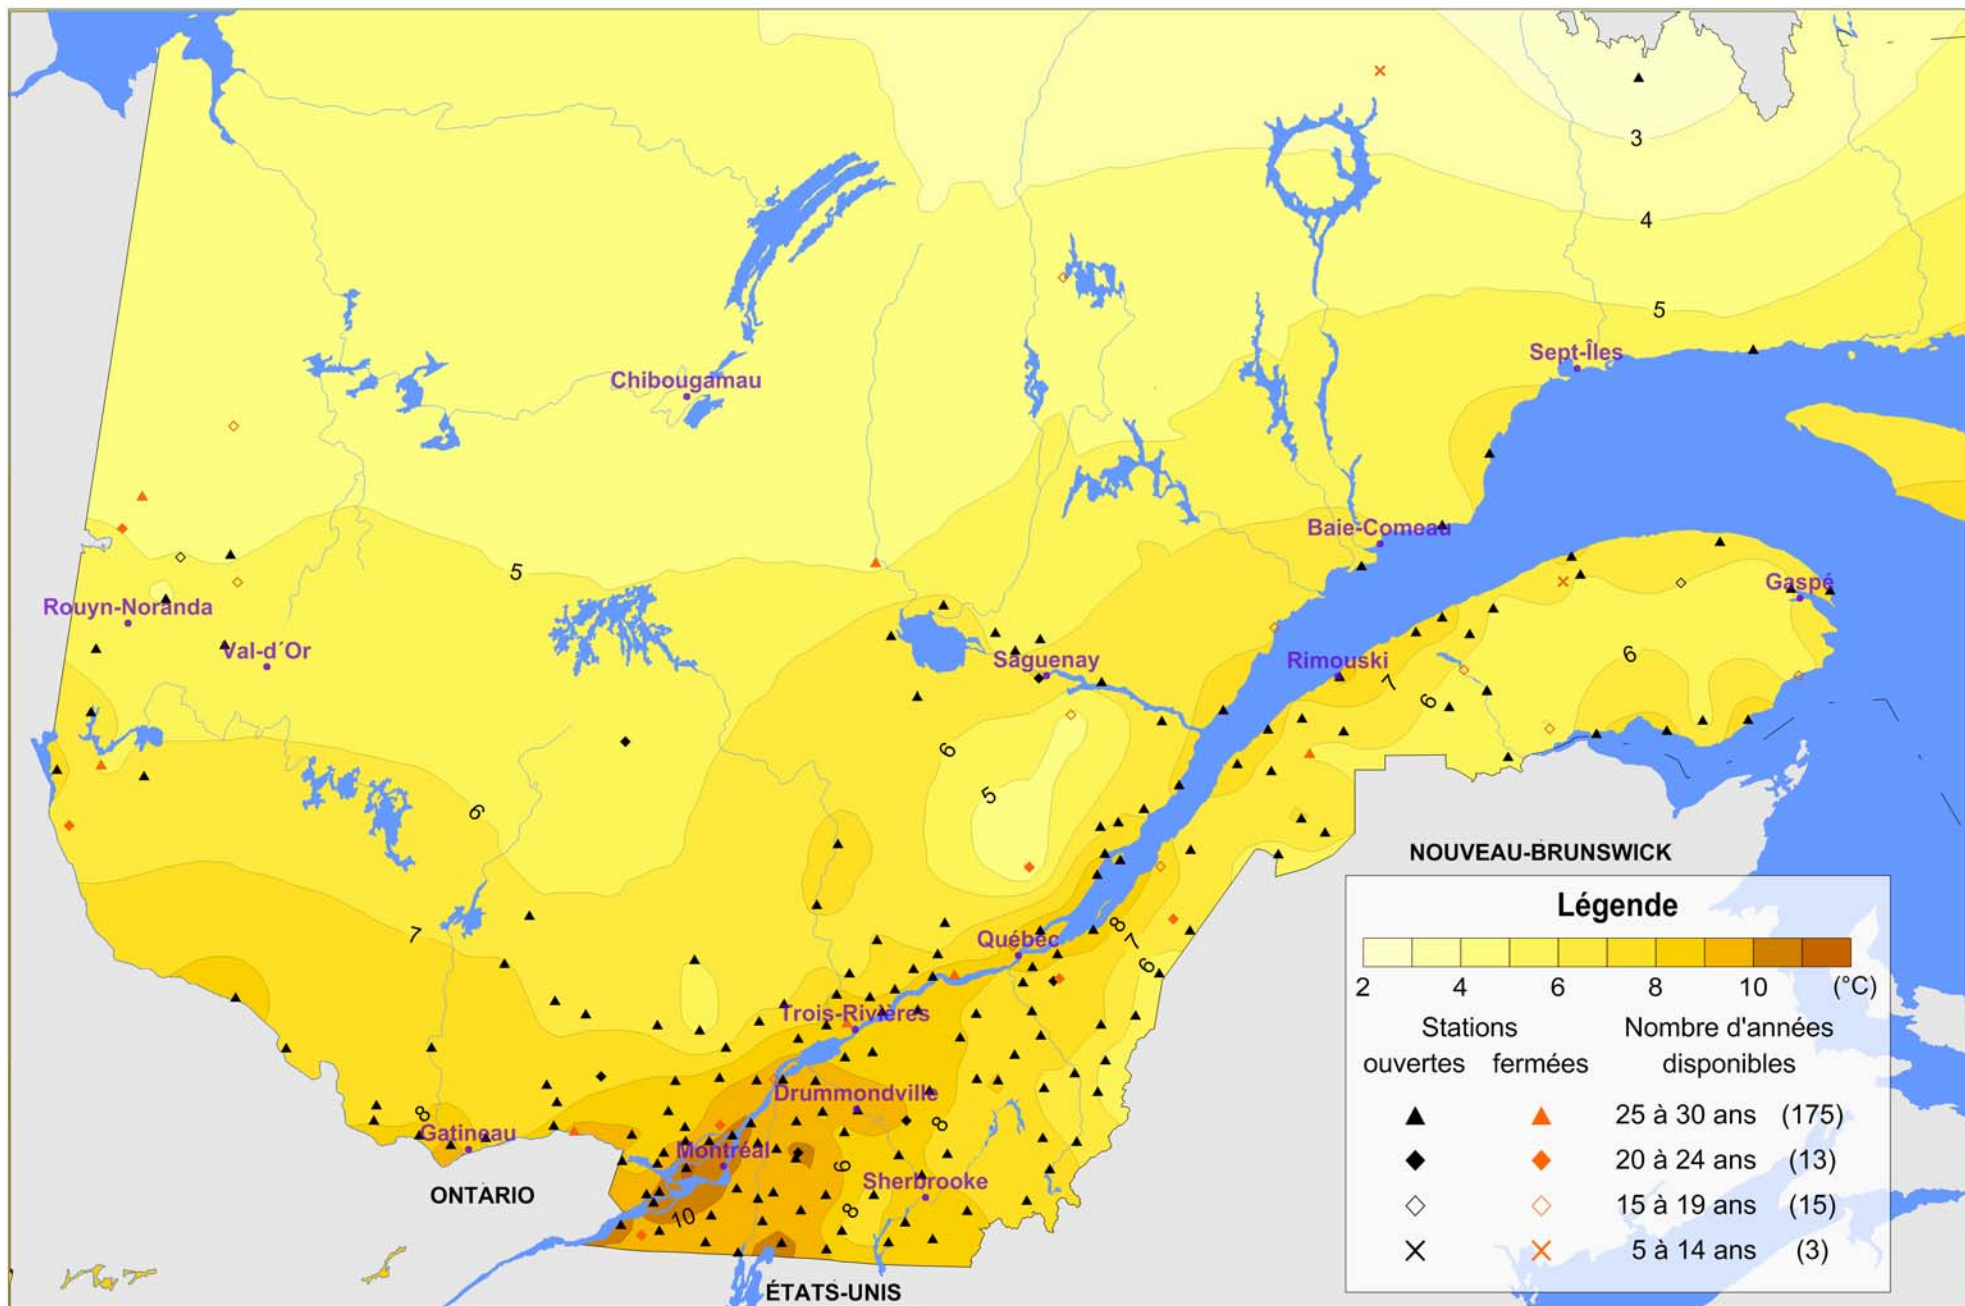 3
4
5
Sept-Îles
Chibougamau
Baie-Comeau
5
Gaspé
Rouyn-Noranda
Val-d´Or
Saguenay
Rimouski
6
7
6
6
5
6
NOUVEAU-BRUNSWICK
7
8
Québec
7
6
Trois-Rivières
Drummondville
8
8
Gatineau
Montréal
9
Sherbrooke
ONTARIO
8
10
ÉTATS-UNIS
Légende
2 4 6 8 10 (°C)
Stations Nombre d'années
ouvertes fermées disponibles
25 à 30 ans (175)
20 à 24 ans (13)
15 à 19 ans (15)
5 à 14 ans (3)